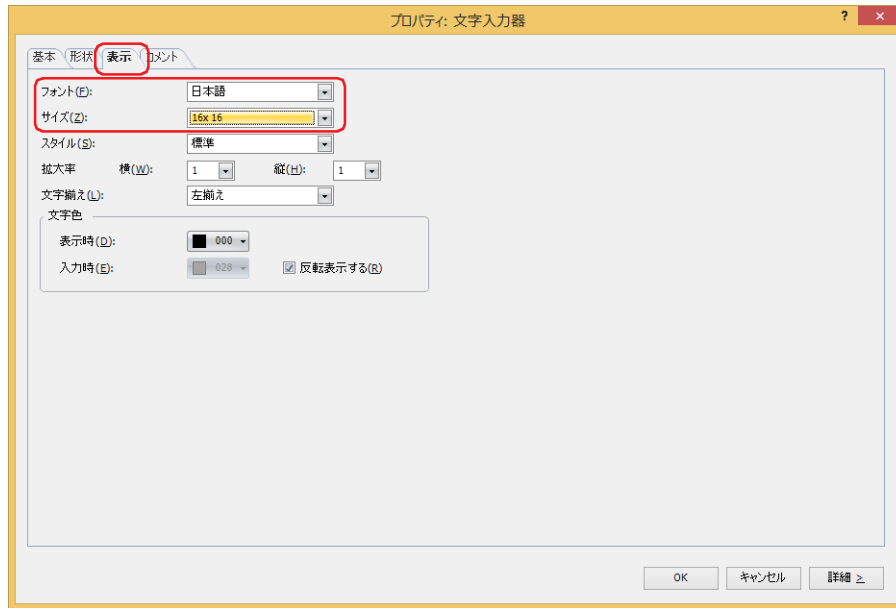 プロパティ: 文字入力器 ? ×
基本 形状 表示 コメント
フォント(F): 日本語
サイズ(Z): 16x 16
スタイル(S): 標準
拡大率 横(W): 1 縦(H): 1
文字揃え(L): 左揃え
文字色
表示時(D): 000
入力時(E): 028 反転表示する(R)
OK キャンセル 詳細 >